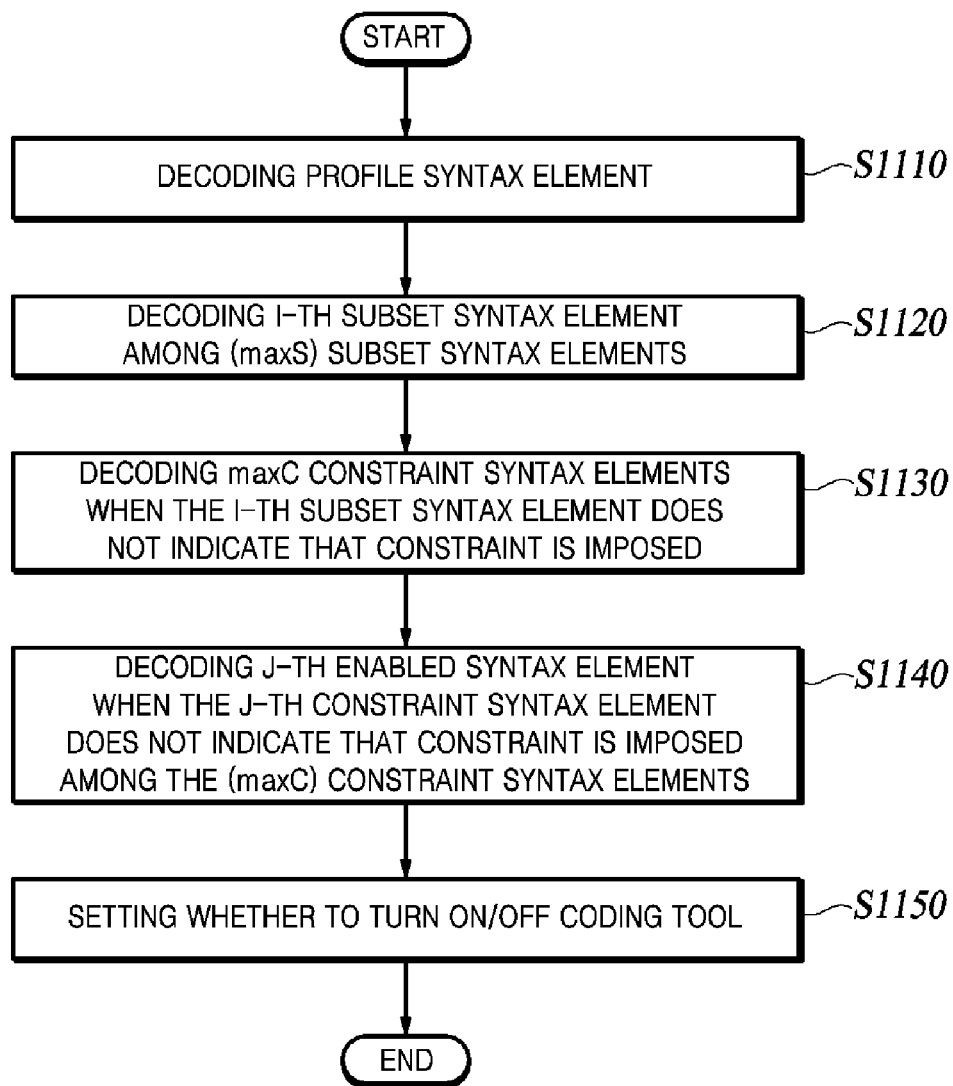 START
DECODING PROFILE SYNTAX ELEMENT
S1110
DECODING I-TH SUBSET SYNTAX ELEMENT
AMONG (maxS) SUBSET SYNTAX ELEMENTS
S1120
DECODING maxC CONSTRAINT SYNTAX ELEMENTS
WHEN THE I-TH SUBSET SYNTAX ELEMENT DOES
NOT INDICATE THAT CONSTRAINT IS IMPOSED
S1130
DECODING J-TH ENABLED SYNTAX ELEMENT
WHEN THE J-TH CONSTRAINT SYNTAX ELEMENT
DOES NOT INDICATE THAT CONSTRAINT IS IMPOSED
AMONG THE (maxC) CONSTRAINT SYNTAX ELEMENTS
S1140
SETTING WHETHER TO TURN ON/OFF CODING TOOL
S1150
END